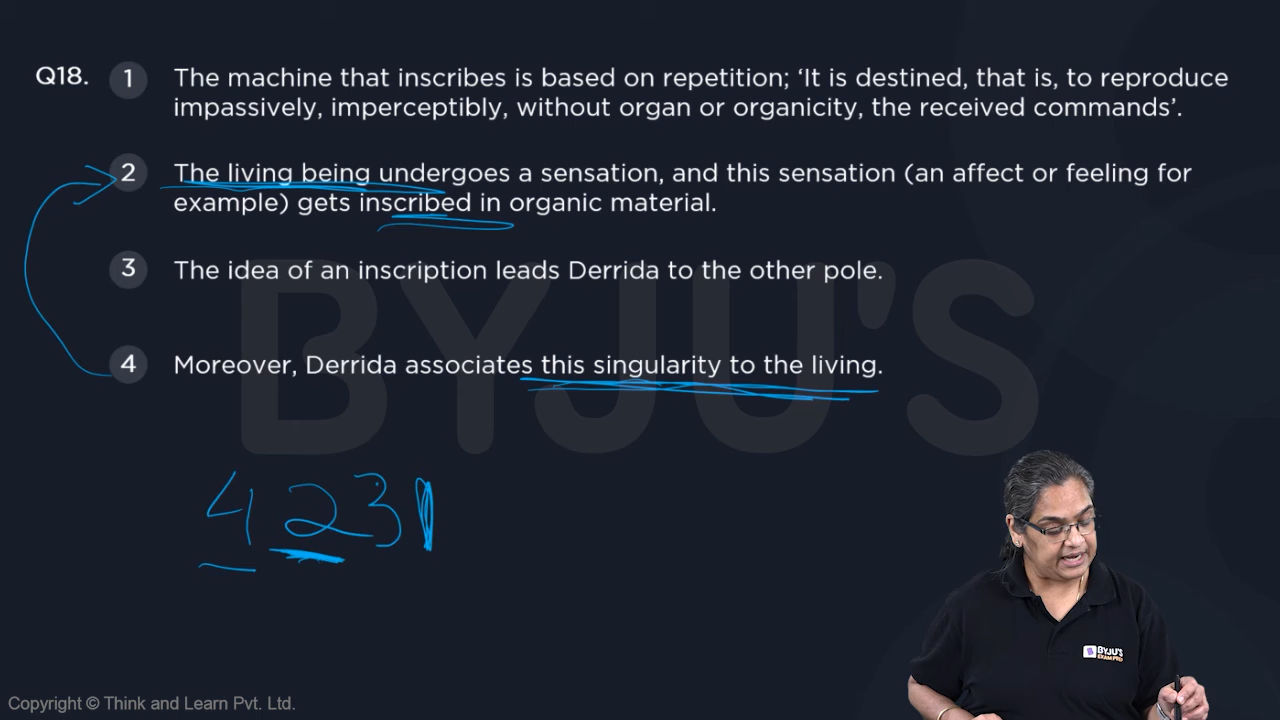 Q18. 1 The machine that inscribes is based on repetition; ‘It is destined, that is, to reproduce
impassively, imperceptibly, without organ or organicity, the received commands’.
2 The living being undergoes a sensation, and this sensation (an affect or feeling for
example) gets inscribed in organic material.
3 The idea of an inscription leads Derrida to the other pole.
4 Moreover, Derrida associates this singularity to the living.
BYJU'S
4231
BYJU'S
EXAM PREP
Copyright © Think and Learn Pvt. Ltd.